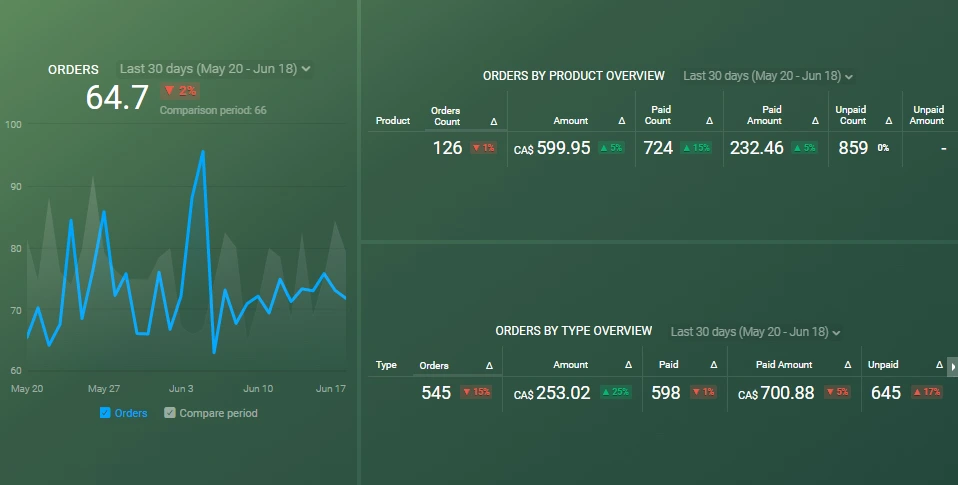 ORDERS Last 30 days (May 20 - Jun 18)
64.7 ▼ 2%
Comparison period: 66
100
90
80
70
60
May 20 May 27 Jun 3 Jun 10 Jun 17
Orders Compare period
ORDERS BY PRODUCT OVERVIEW Last 30 days (May 20 - Jun 18)
Product Orders Count Δ Amount Δ Paid Count Δ Paid Amount Δ Unpaid Count Δ Unpaid Amount
126 ▼ 1% CA$ 599.95 ▲ 5% 724 ▲ 15% 232.46 ▲ 5% 859 0% -
ORDERS BY TYPE OVERVIEW Last 30 days (May 20 - Jun 18)
Type Orders Δ Amount Δ Paid Δ Paid Amount Δ Unpaid Δ
545 ▼ 15% CA$ 253.02 ▲ 25% 598 ▼ 1% CA$ 700.88 ▼ 5% 645 ▲ 17%